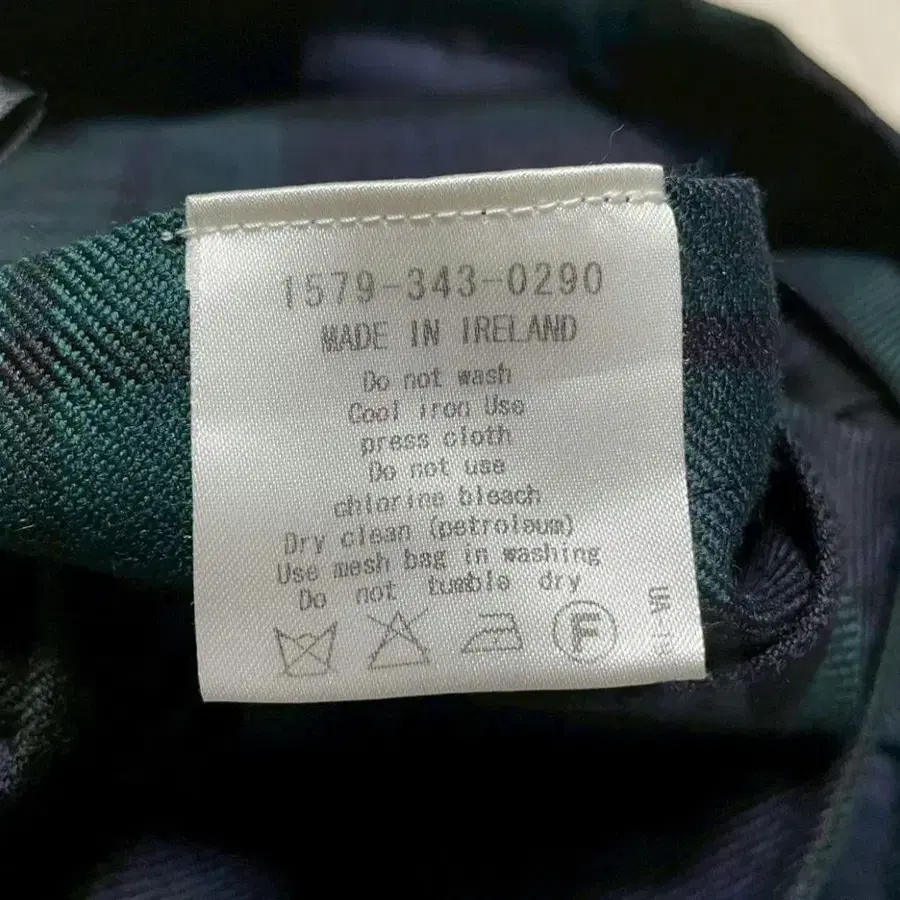 1579-343-0290
MADE IN IRELAND
Do not wash
Cool iron Use
press cloth
Do not use
chlorine bleach
Dry clean (petroleum)
Use mesh bag in washing
Do not tumble dry
F
UA-